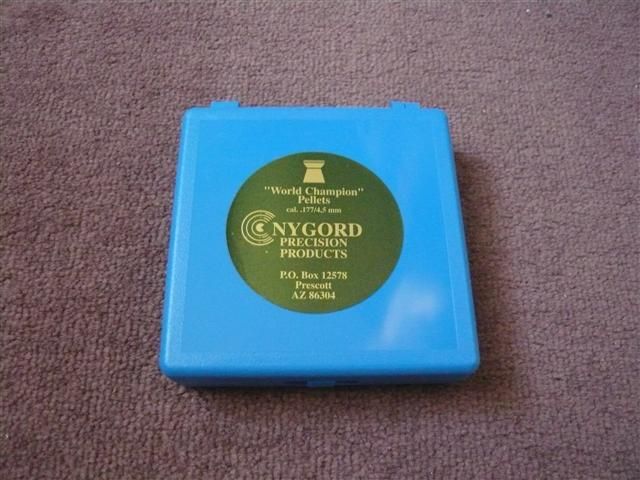 "World Champion"
Pellets
cal. .177/4,5 mm
NYGORD
PRECISION
PRODUCTS
P.O. Box 12578
Prescott
AZ 86304